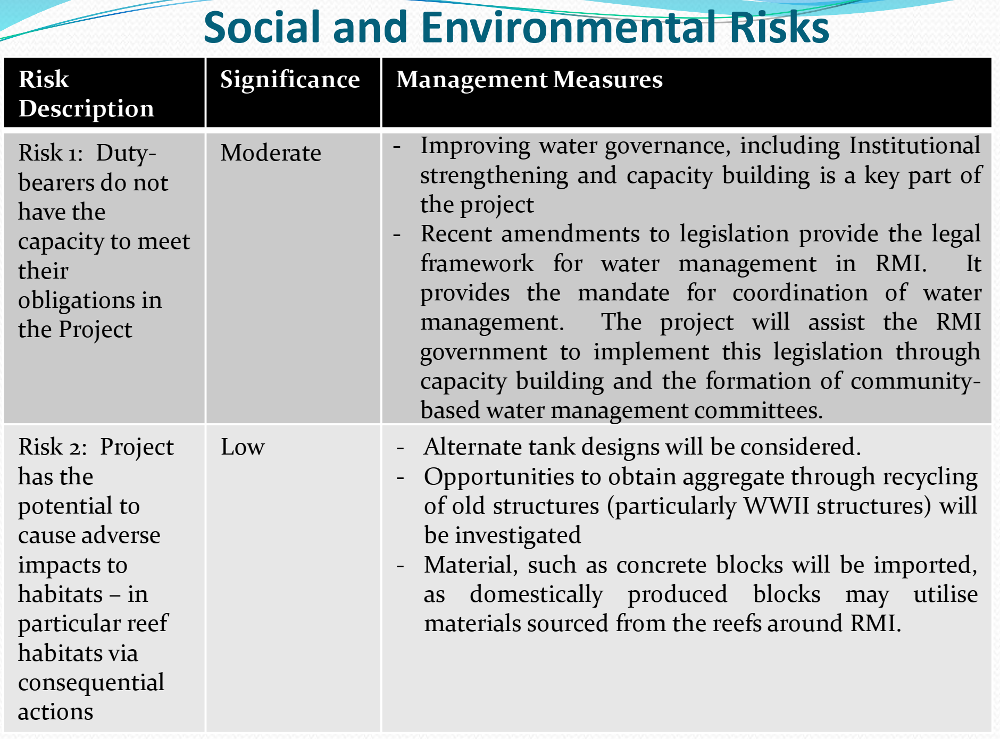 Social and Environmental Risks
Risk
Description
Significance
Management Measures
Risk 1:  Duty-
bearers do not
have the
capacity to meet
their
obligations in
the Project
Moderate
- Improving water governance, including Institutional
strengthening and capacity building is a key part of
the project
- Recent amendments to legislation provide the legal
framework for water management in RMI.  It
provides the mandate for coordination of water
management.  The project will assist the RMI
government to implement this legislation through
capacity building and the formation of community-
based water management committees.
Risk 2:  Project
has the
potential to
cause adverse
impacts to
habitats – in
particular reef
habitats via
consequential
actions
Low
- Alternate tank designs will be considered.
- Opportunities to obtain aggregate through recycling
of old structures (particularly WWII structures) will
be investigated
- Material, such as concrete blocks will be imported,
as domestically produced blocks may utilise
materials sourced from the reefs around RMI.